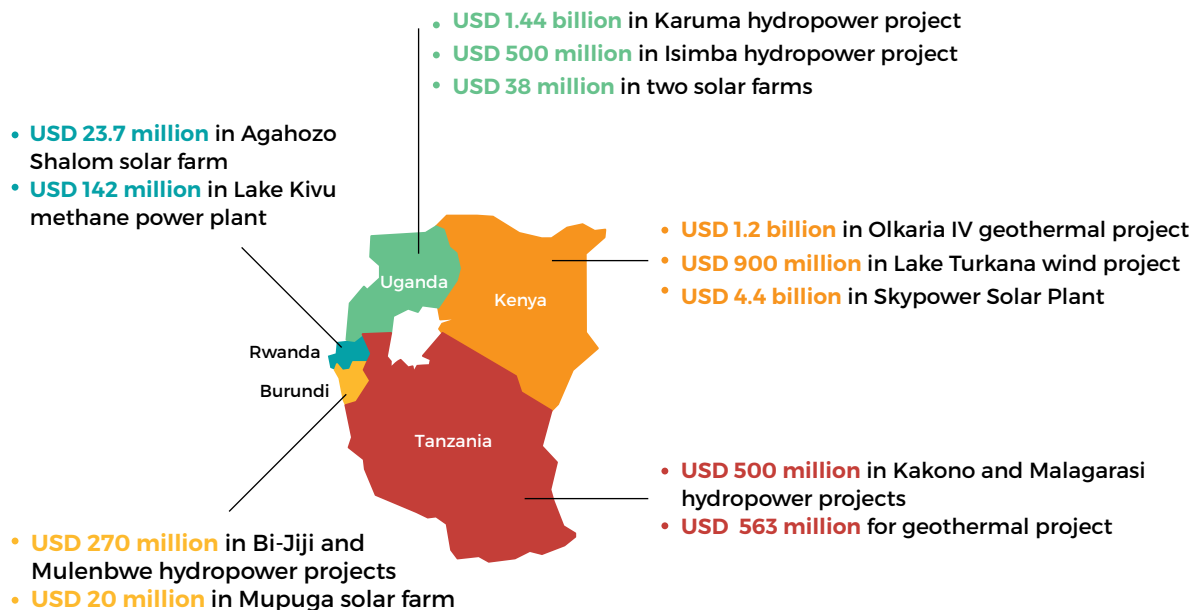 • USD 1.44 billion in Karuma hydropower project
• USD 500 million in Isimba hydropower project
• USD 38 million in two solar farms
• USD 23.7 million in Agahozo
Shalom solar farm
• USD 142 million in Lake Kivu
methane power plant
• USD 1.2 billion in Olkaria IV geothermal project
• USD 900 million in Lake Turkana wind project
• USD 4.4 billion in Skypower Solar Plant
Uganda
Kenya
Rwanda
Burundi
Tanzania
• USD 500 million in Kakono and Malagarasi
hydropower projects
• USD 563 million for geothermal project
• USD 270 million in Bi-Jiji and
Mulenbwe hydropower projects
• USD 20 million in Mupuga solar farm